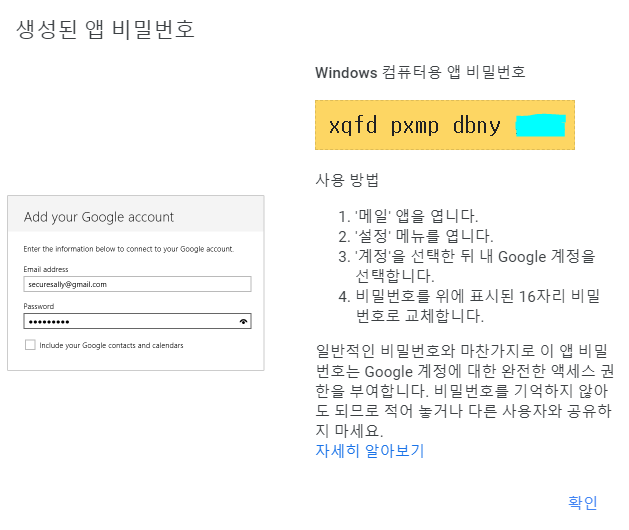 생성된 앱 비밀번호
Windows 컴퓨터용 앱 비밀번호
xqfd pxmp dbny
사용 방법
1. '메일' 앱을 엽니다.
2. '설정' 메뉴를 엽니다.
3. '계정'을 선택한 뒤 내 Google 계정을
선택합니다.
4. 비밀번호를 위에 표시된 16자리 비밀
번호로 교체합니다.
일반적인 비밀번호와 마찬가지로 이 앱 비밀
번호는 Google 계정에 대한 완전한 액세스 권
한을 부여합니다. 비밀번호를 기억하지 않아
도 되므로 적어 놓거나 다른 사용자와 공유하
지 마세요.
자세히 알아보기
확인
Add your Google account
Enter the information below to connect to your Google account.
Email address
securesally@gmail.com
Password
•••••••••
Include your Google contacts and calendars